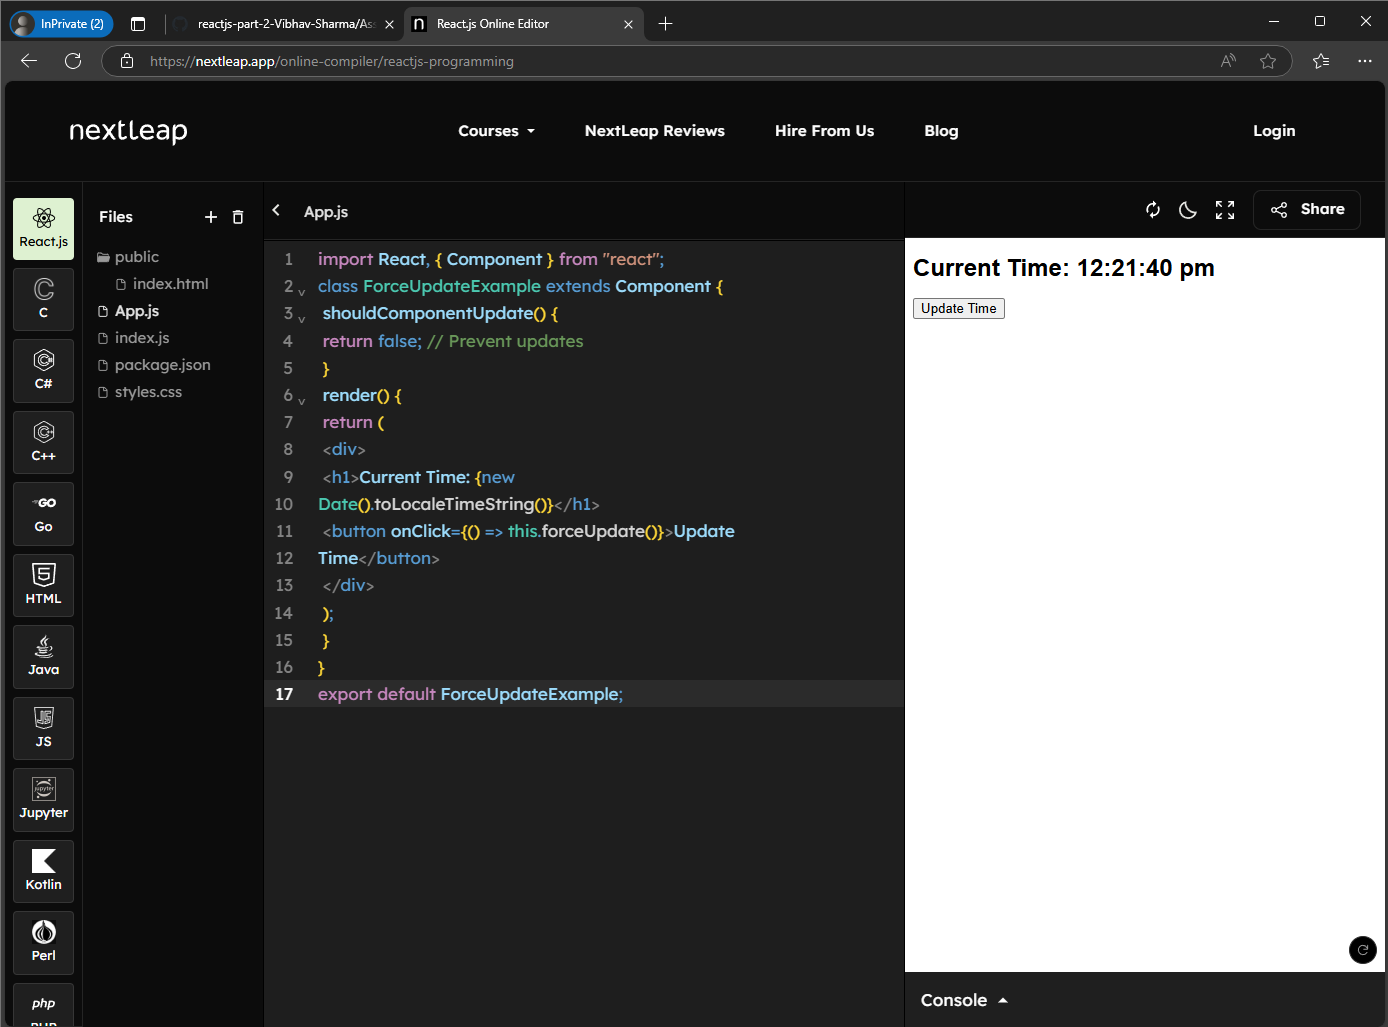 InPrivate (2)
reactjs-part-2-Vibhav-Sharma/As
React.js Online Editor
https://nextleap.app/online-compiler/reactjs-programming
nextleap
Courses
NextLeap Reviews
Hire From Us
Blog
Login
React.js
C
C#
C++
GO
Go
HTML
Java
JS
Jupyter
Kotlin
Perl
php
Files
public
index.html
App.js
index.js
package.json
styles.css
App.js
1 import React, { Component } from "react";
2 class ForceUpdateExample extends Component {
3 shouldComponentUpdate() {
4 return false; // Prevent updates
5 }
6 render() {
7 return (
8 <div>
9 <h1>Current Time: {new
10 Date().toLocaleTimeString()}</h1>
11 <button onClick={() => this.forceUpdate()}>Update
12 Time</button>
13 </div>
14 );
15 }
16 }
17 export default ForceUpdateExample;
Share
Current Time: 12:21:40 pm
Update Time
Console